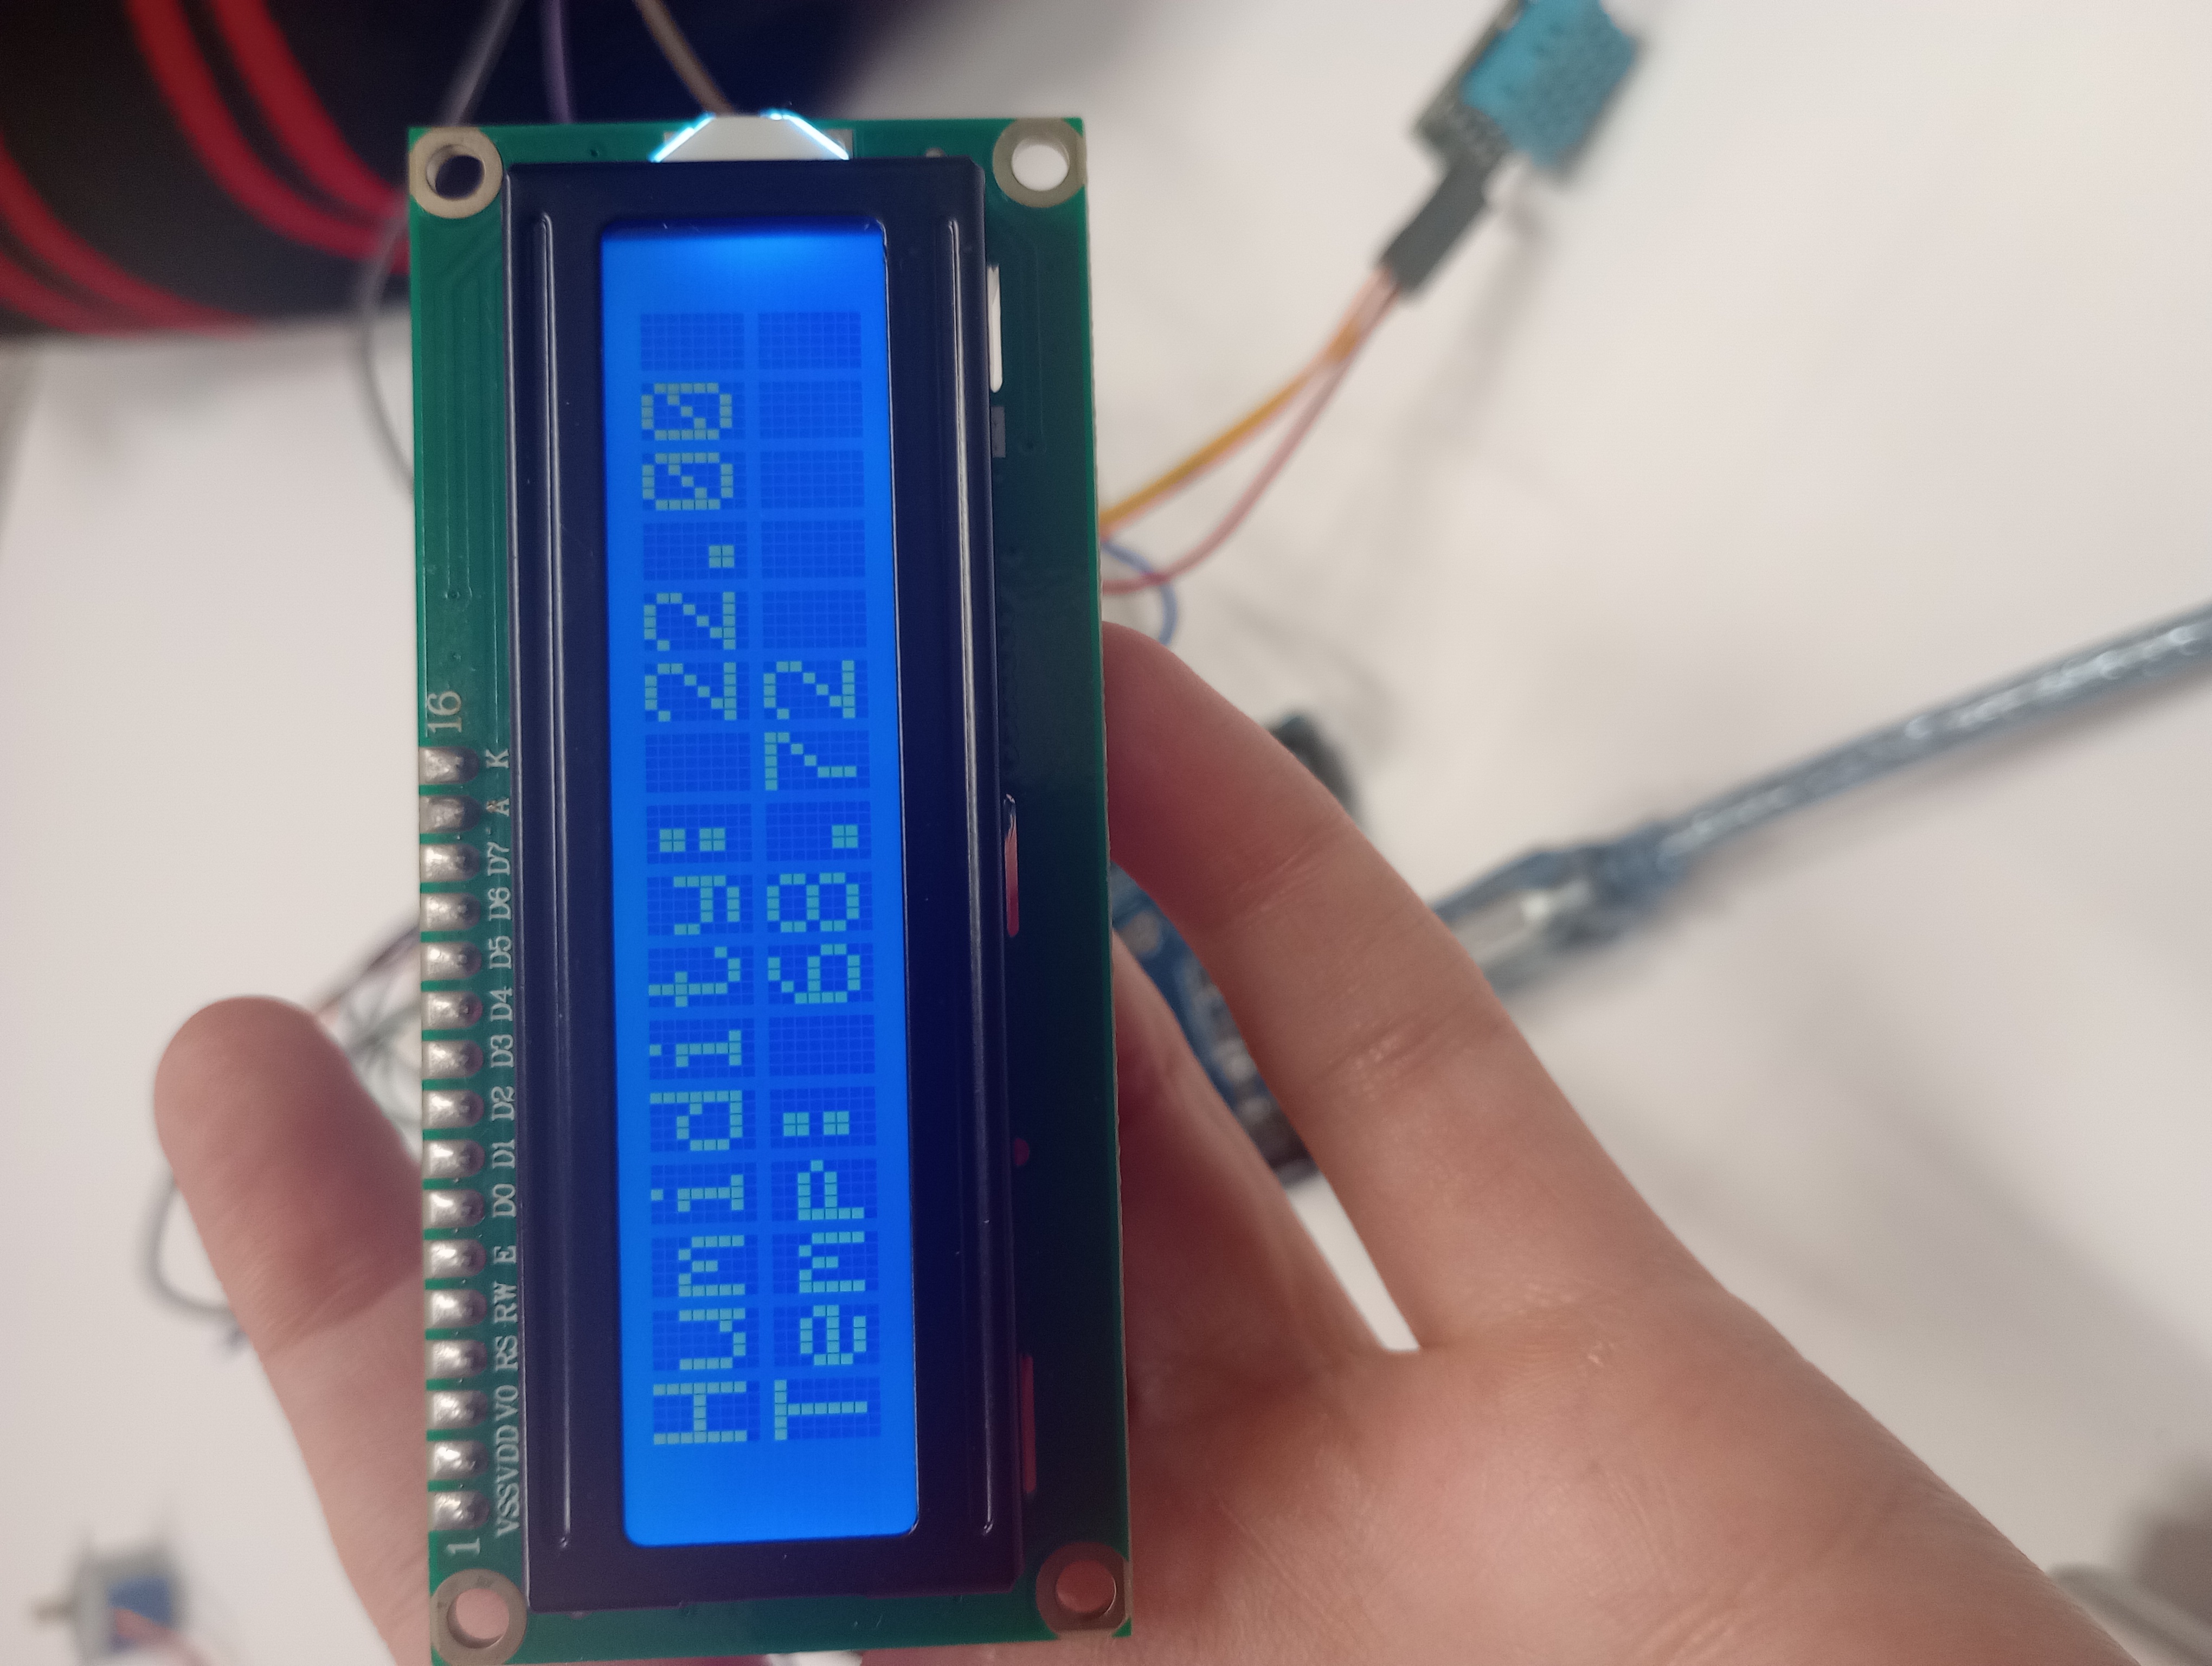 1 VSS VDD V0 RS RW E D0 D1 D2 D3 D4 D5 D6 D7 A K 16
Humidity: 22.00
Temp: 68.72